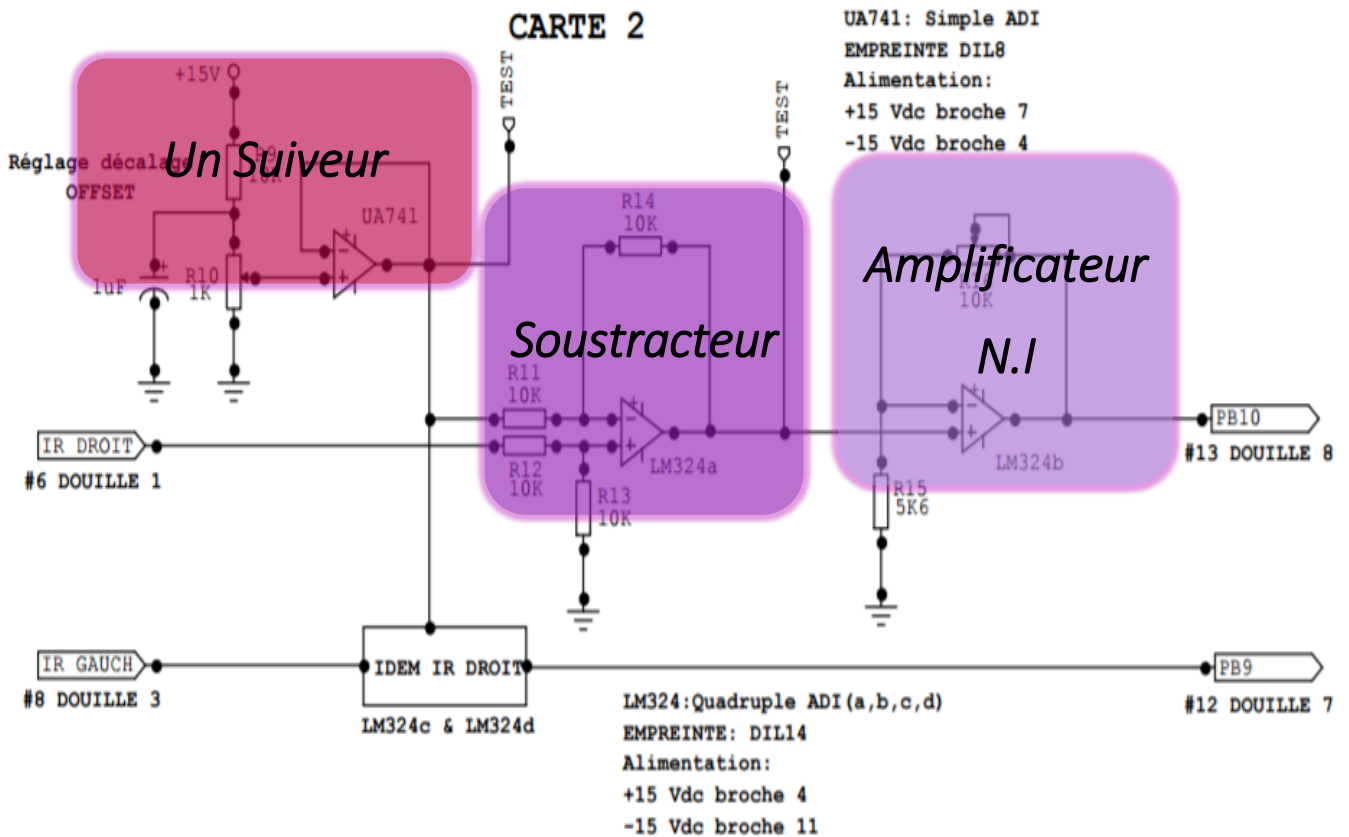 CARTE 2
UA741: Simple ADI
EMPREINTE DIL8
Alimentation:
+15 Vdc broche 7
-15 Vdc broche 4
+15V
TEST
TEST
Réglage décalage
OFFSET
Un Suiveur
R9
10K
UA741
1uF
+
R10
1K
-
+
R14
10K
Soustracteur
R11
10K
R12
10K
R13
10K
-
+
LM324a
Amplificateur
N.I
10K
-
+
LM324b
R15
5K6
IR DROIT
#6 DOUILLE 1
PB10
#13 DOUILLE 8
IR GAUCH
#8 DOUILLE 3
IDEM IR DROIT
LM324c & LM324d
PB9
#12 DOUILLE 7
LM324:Quadruple ADI(a,b,c,d)
EMPREINTE: DIL14
Alimentation:
+15 Vdc broche 4
-15 Vdc broche 11